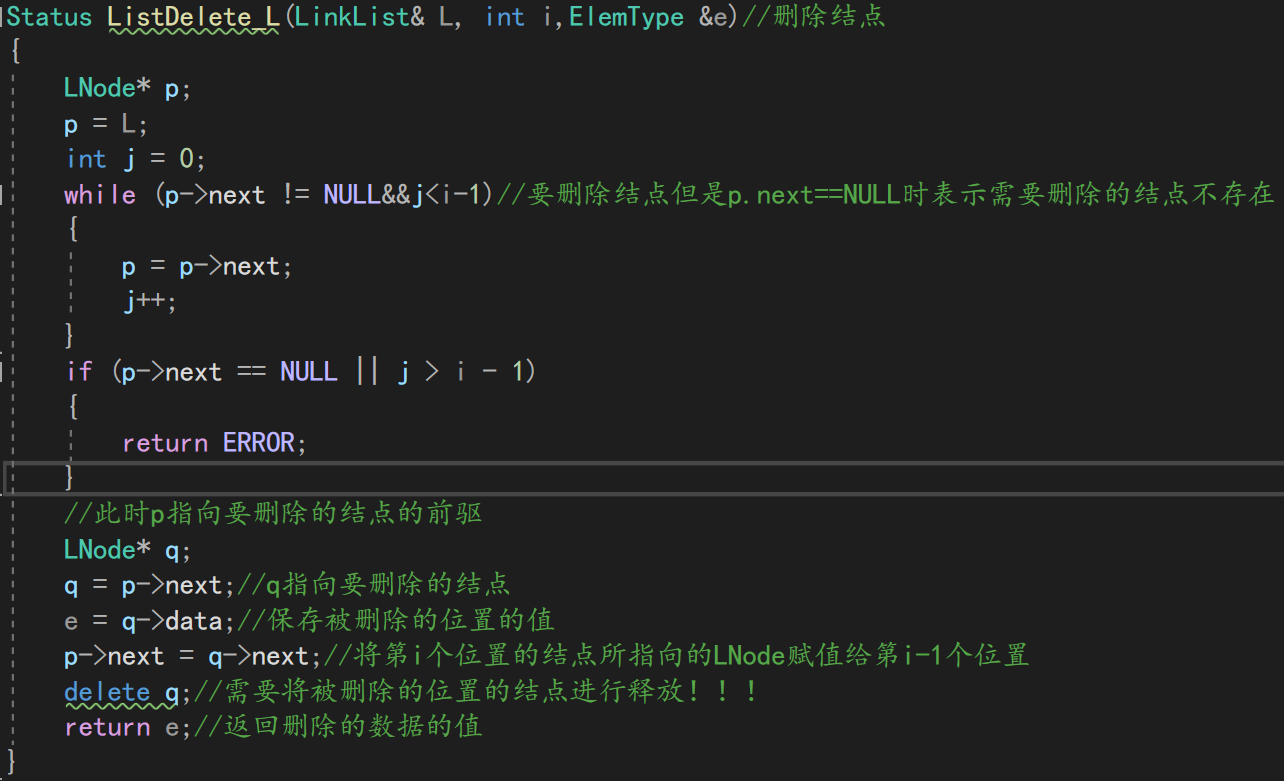 Status ListDelete_L(LinkList& L, int i,ElemType &e)//删除结点
{
LNode* p;
p = L;
int j = 0;
while (p->next != NULL&&j<i-1)//要删除结点但是p.next==NULL时表示需要删除的结点不存在
{
p = p->next;
j++;
}
if (p->next == NULL || j > i - 1)
{
return ERROR;
}
//此时p指向要删除的结点的前驱
LNode* q;
q = p->next;//q指向要删除的结点
e = q->data;//保存被删除的位置的值
p->next = q->next;//将第i个位置的结点所指向的LNode赋值给第i-1个位置
delete q;//需要将被删除的位置的结点进行释放！！！
return e;//返回删除的数据的值
}